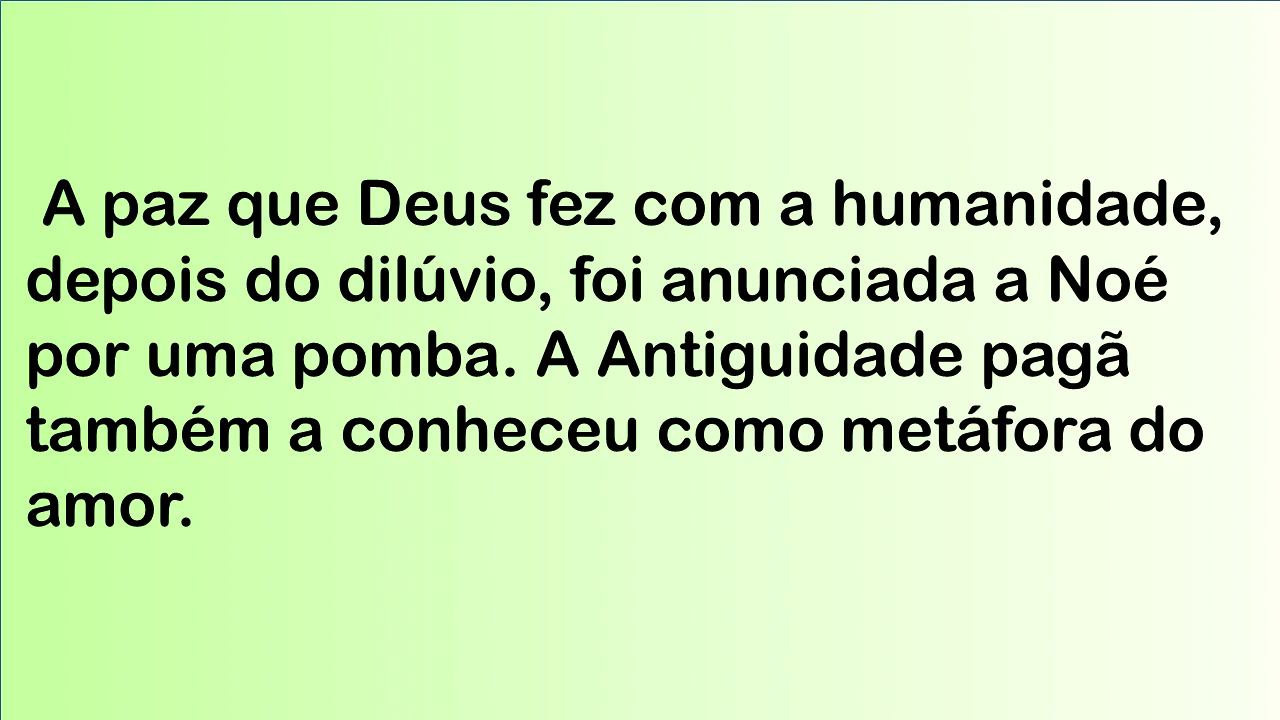 A paz que Deus fez com a humanidade,
depois do dilúvio, foi anunciada a Noé
por uma pomba. A Antiguidade pagã
também a conheceu como metáfora do
amor.